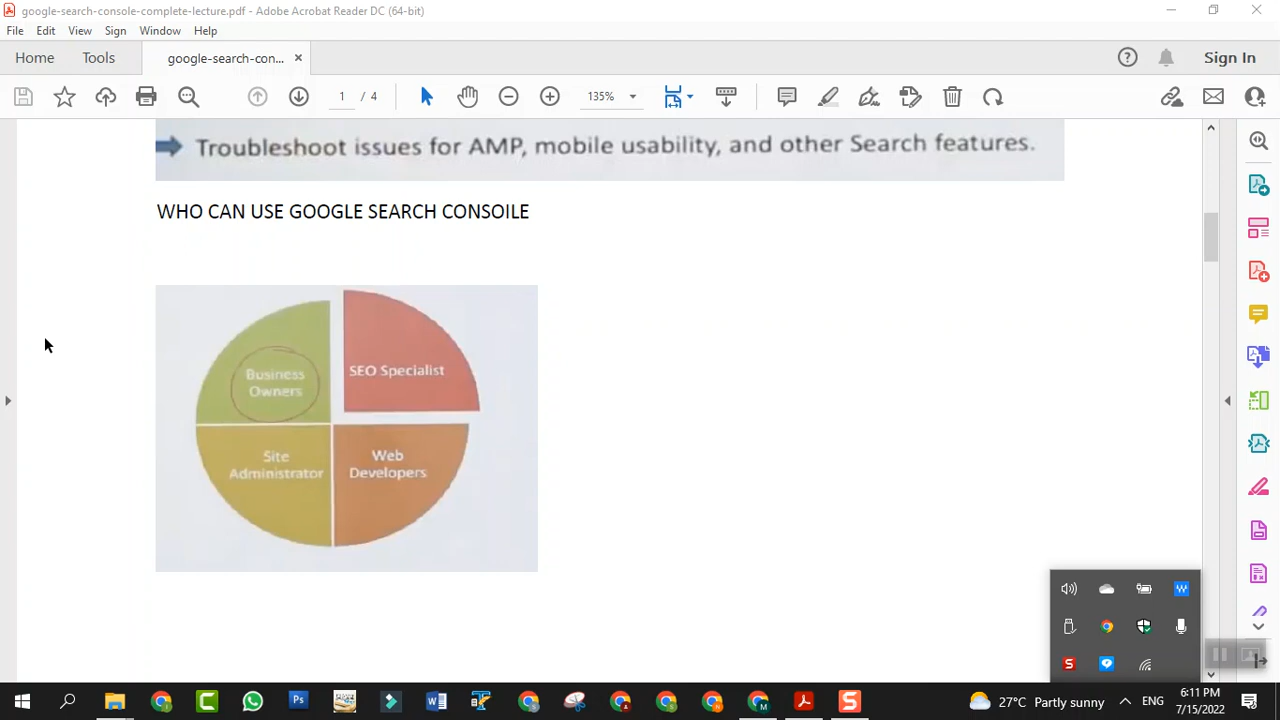 google-search-console-complete-lecture.pdf - Adobe Acrobat Reader DC (64-bit)
File Edit View Sign Window Help
Home Tools google-search-con... × Sign In
1 / 4 135%
Troubleshoot issues for AMP, mobile usability, and other Search features.
WHO CAN USE GOOGLE SEARCH CONSOILE
Business
Owners
SEO Specialist
Site
Administrator
Web
Developers
27°C Partly sunny ENG 6:11 PM
7/15/2022